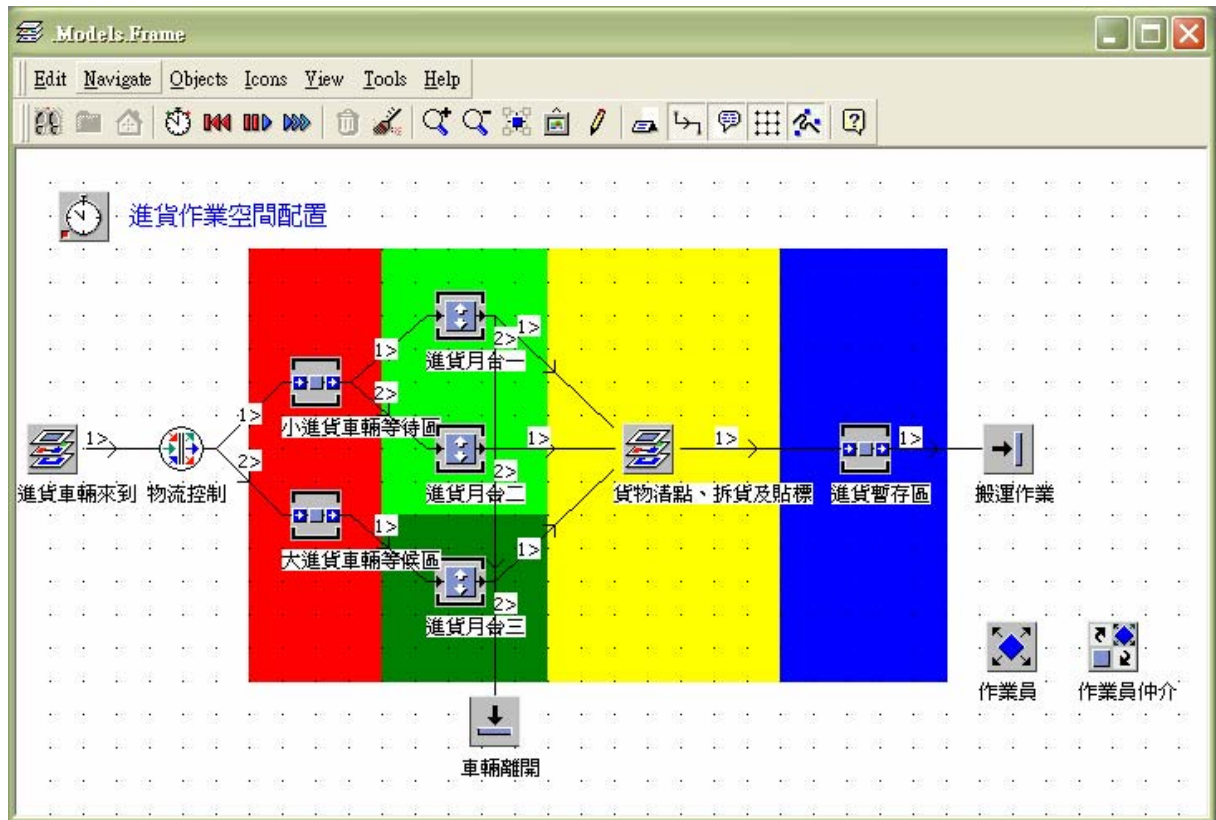 .Models.Frame
Edit Navigate Objects Icons View Tools Help
進貨作業空間配置
1>
2>
1>
進貨月台一
1>
2>
小進貨車輛等待區
1>
1>
2>
1>
1>
1>
進貨車輛來到
物流控制
2>
進貨月台二
貨物清點、拆貨及貼標
進貨暫存區
搬運作業
1>
1>
大進貨車輛等候區
2>
進貨月台三
作業員
作業員仲介
車輛離開